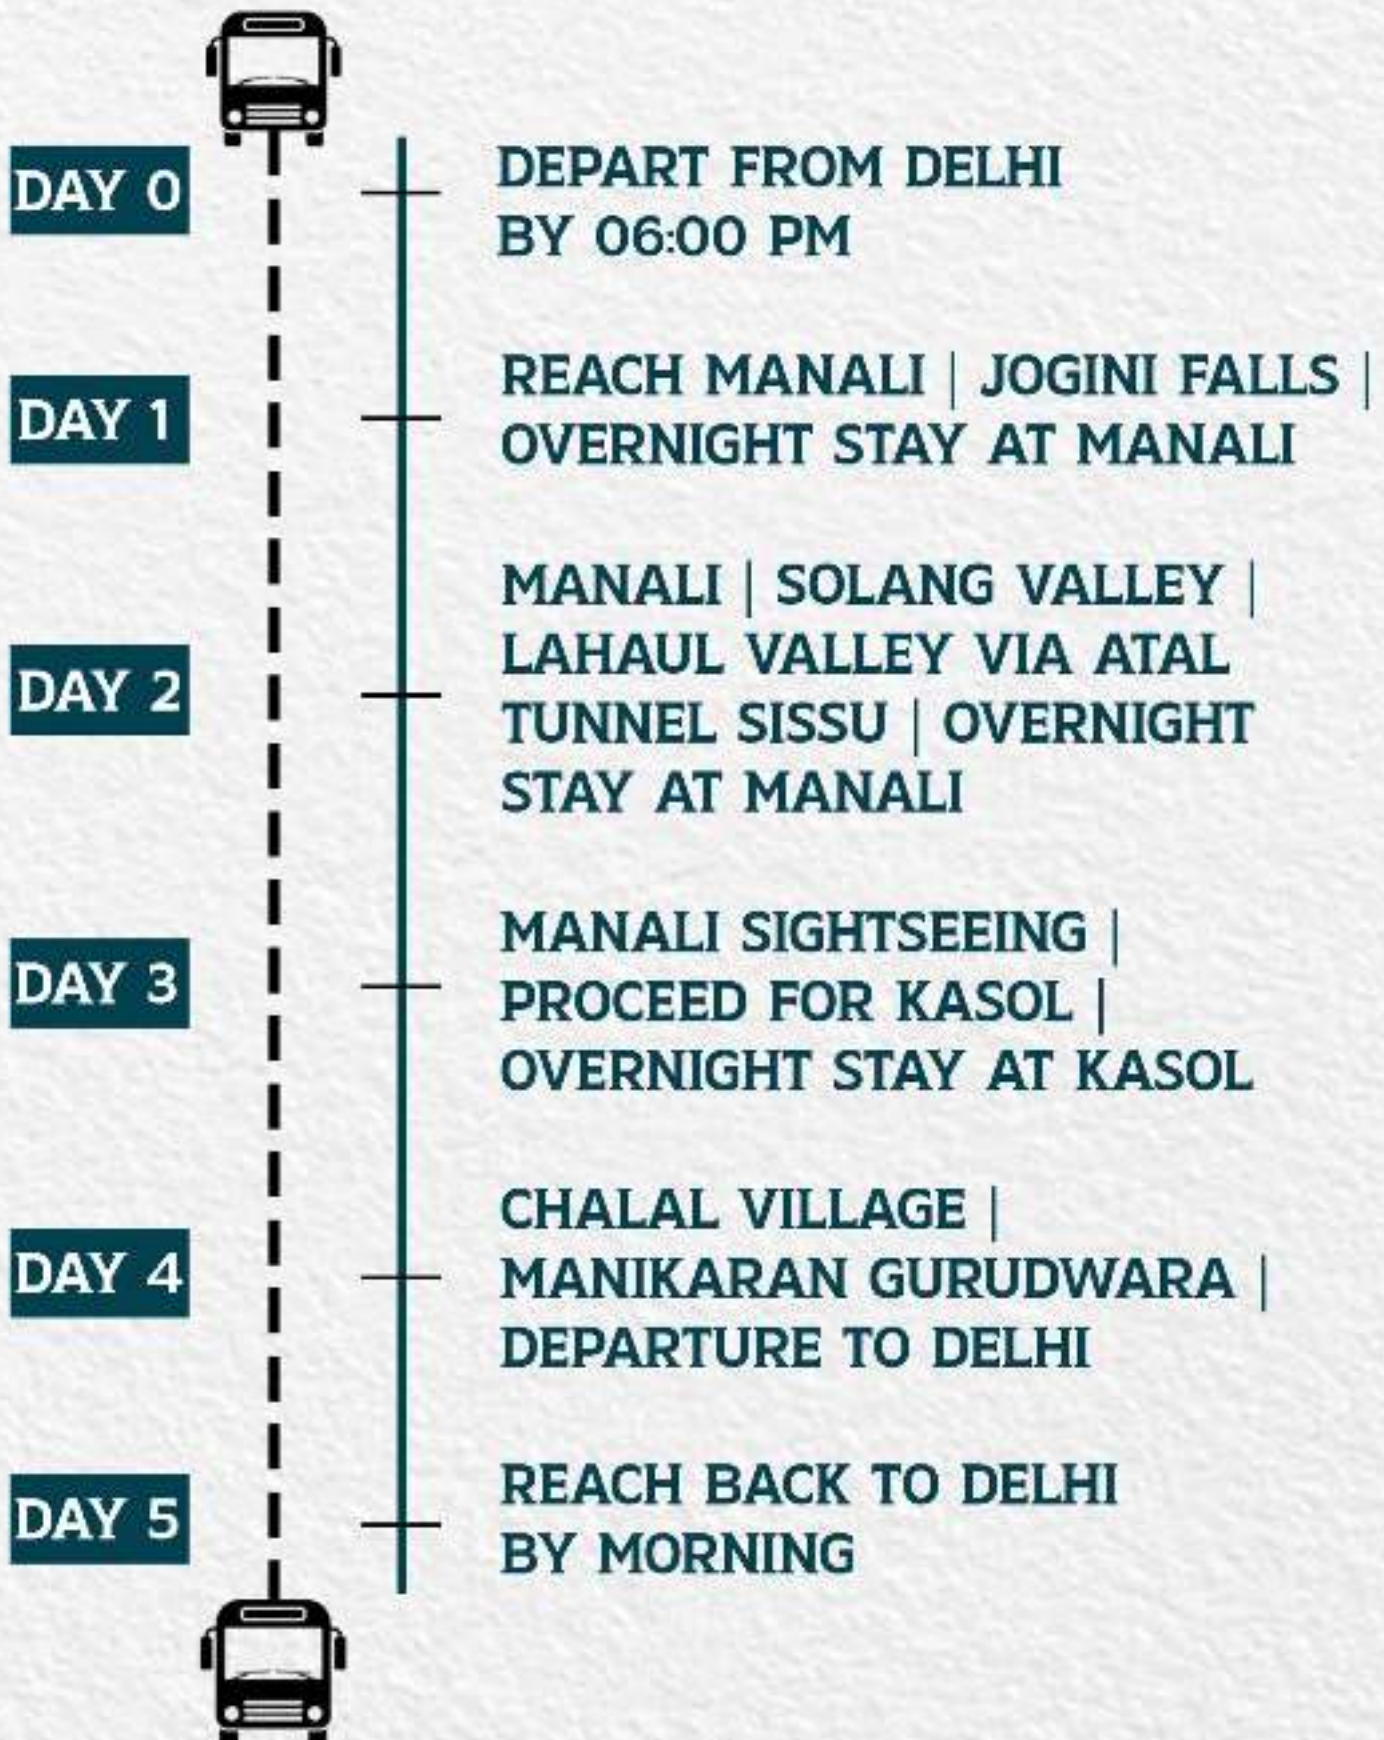 DAY 0
DEPART FROM DELHI
BY 06:00 PM
DAY 1
REACH MANALI | JOGINI FALLS |
OVERNIGHT STAY AT MANALI
DAY 2
MANALI | SOLANG VALLEY |
LAHAUL VALLEY VIA ATAL
TUNNEL SISSU | OVERNIGHT
STAY AT MANALI
DAY 3
MANALI SIGHTSEEING |
PROCEED FOR KASOL |
OVERNIGHT STAY AT KASOL
DAY 4
CHALAL VILLAGE |
MANIKARAN GURUDWARA |
DEPARTURE TO DELHI
DAY 5
REACH BACK TO DELHI
BY MORNING